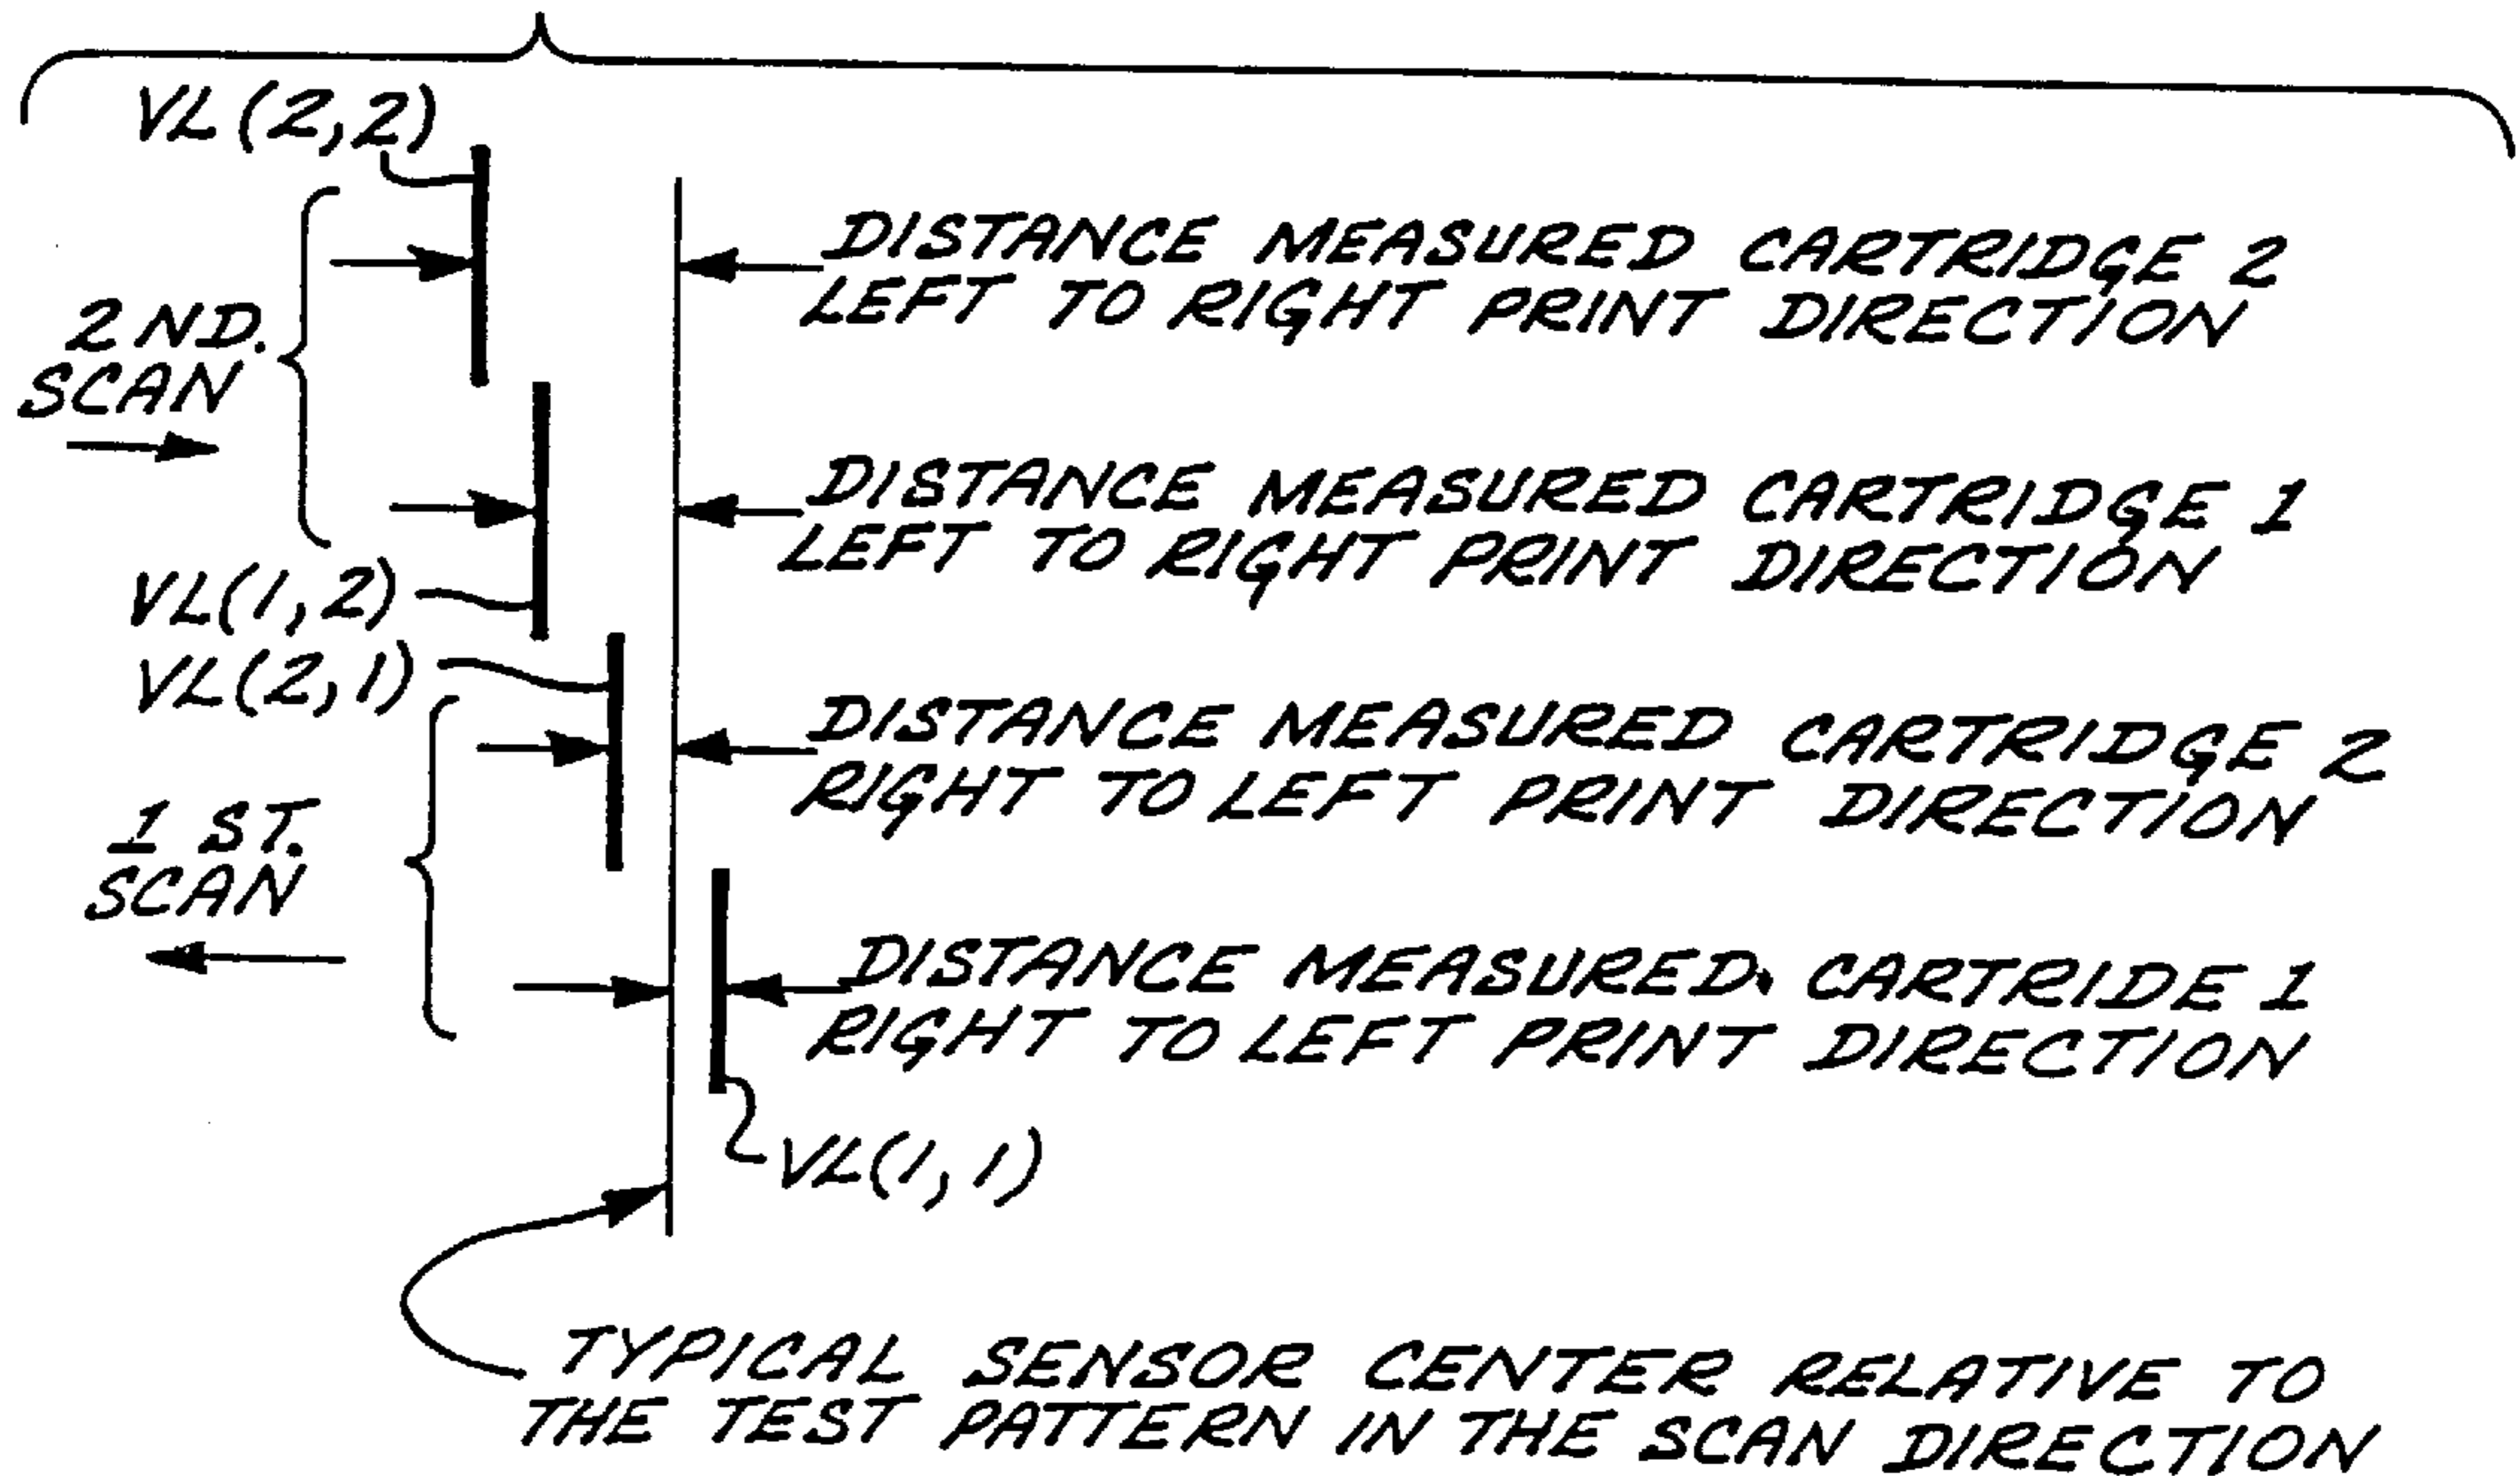 VL(2,2)
2ND.
SCAN
DISTANCE MEASURED CARTRIDGE 2
LEFT TO RIGHT PRINT DIRECTION
DISTANCE MEASURED CARTRIDGE 1
LEFT TO RIGHT PRINT DIRECTION
VL(1,2)
VL(2,1)
DISTANCE MEASURED CARTRIDGE 2
RIGHT TO LEFT PRINT DIRECTION
1 ST.
SCAN
DISTANCE MEASURED, CARTRIDE 1
RIGHT TO LEFT PRINT DIRECTION
VL(1,1)
TYPICAL SENSOR CENTER RELATIVE TO
THE TEST PATTERN IN THE SCAN DIRECTION